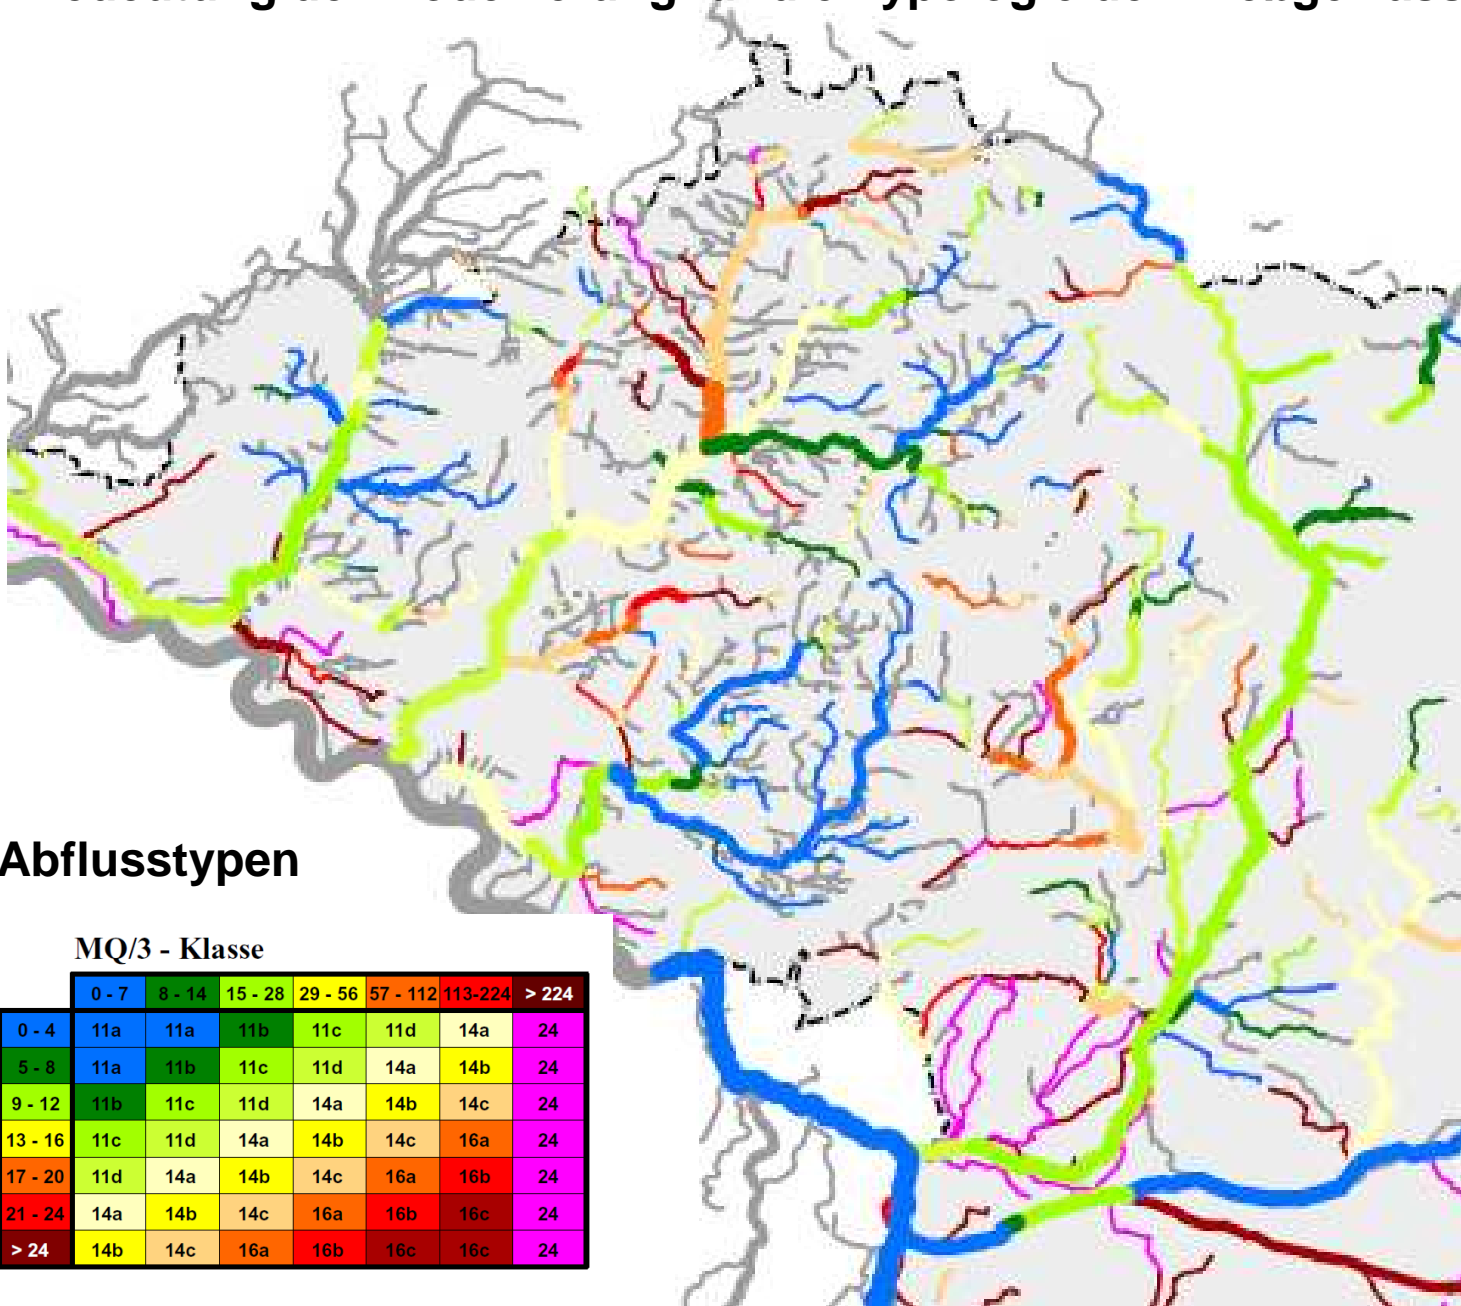 Abflusstypen
MQ/3 - Klasse
0 - 7 8 - 14 15 - 28 29 - 56 57 - 112 113-224 > 224
0 - 4 11a 11a 11b 11c 11d 14a 24
5 - 8 11a 11b 11c 11d 14a 14b 24
9 - 12 11b 11c 11d 14a 14b 14c 24
13 - 16 11c 11d 14a 14b 14c 16a 24
17 - 20 11d 14a 14b 14c 16a 16b 24
21 - 24 14a 14b 14c 16a 16b 16c 24
> 24 14b 14c 16a 16b 16c 16c 24